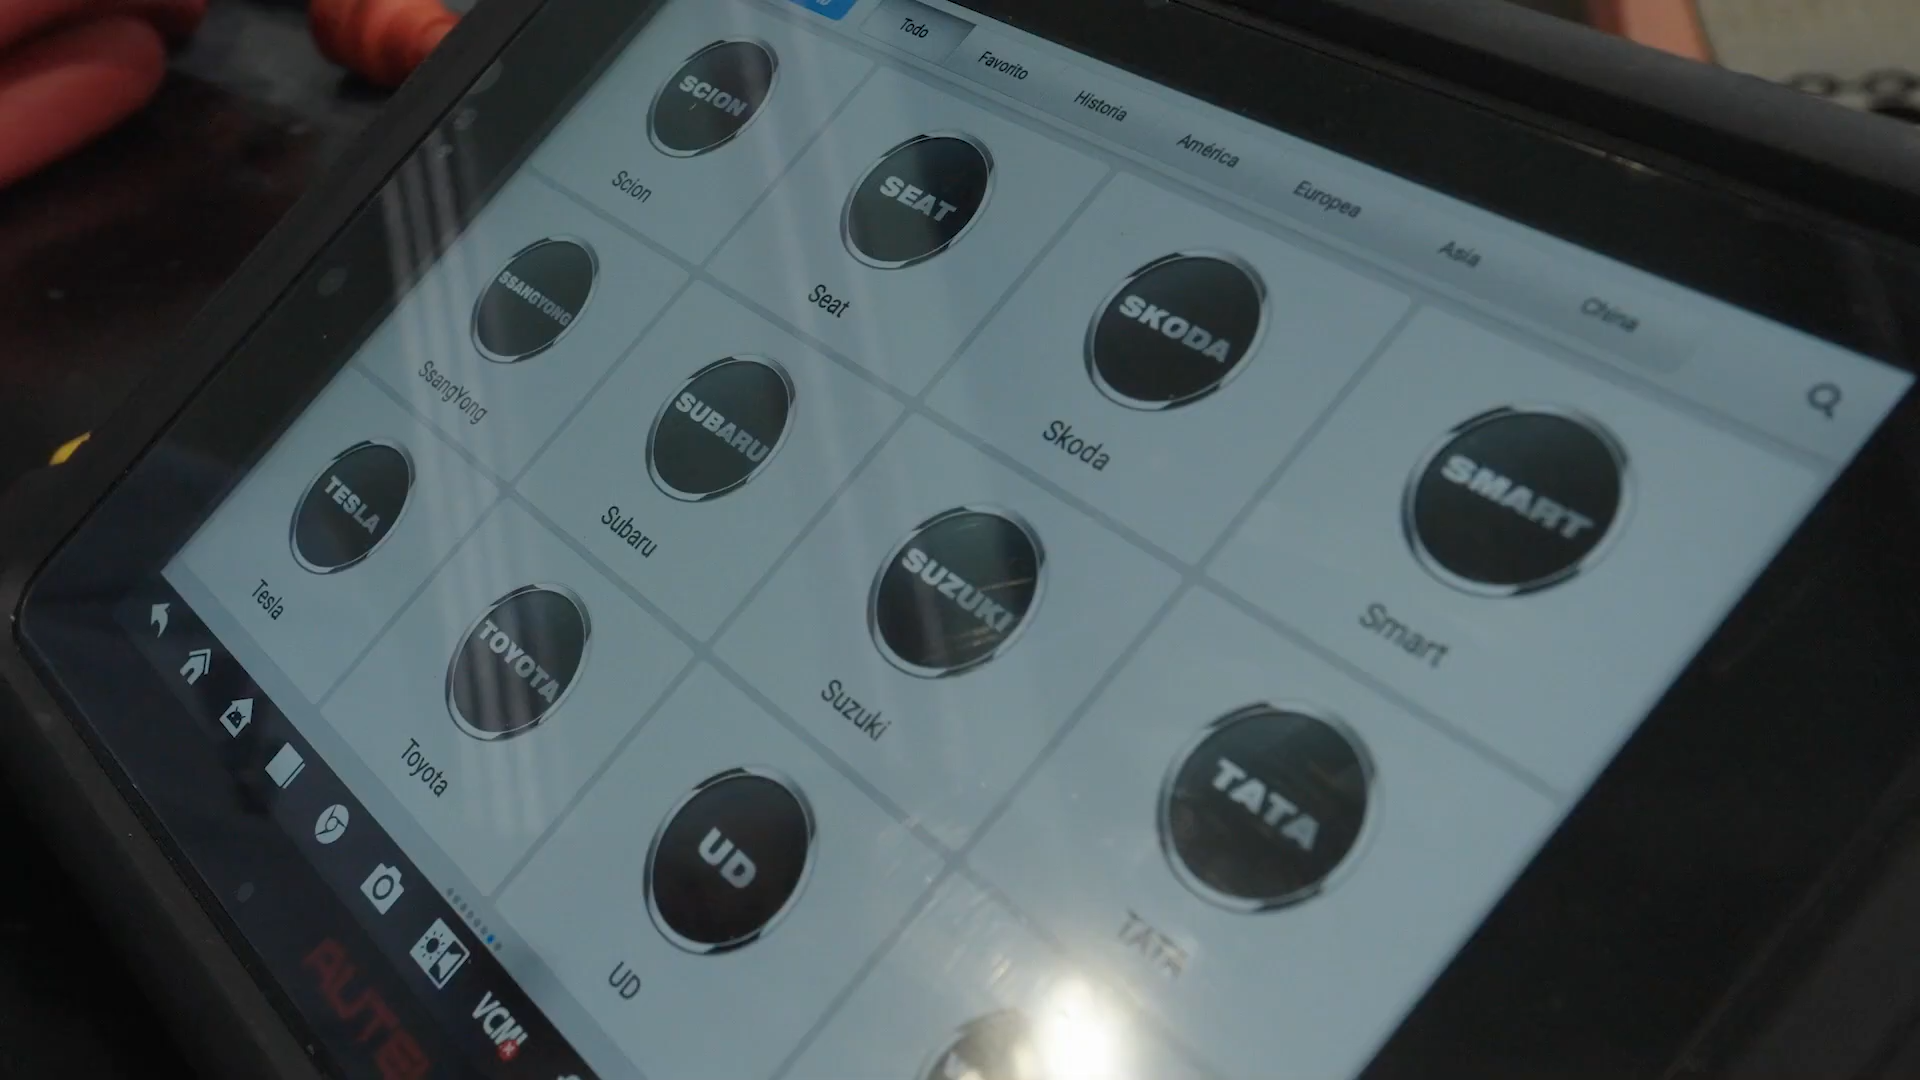 Todo
Favorito
Historia
América
Europea
Asia
China
SCION
Scion
SEAT
Seat
SKODA
Skoda
SMART
Smart
SSANGYONG
SsangYong
SUBARU
Subaru
SUZUKI
Suzuki
TATA
TATA
TESLA
Tesla
TOYOTA
Toyota
UD
UD
VCMI
AUTEL